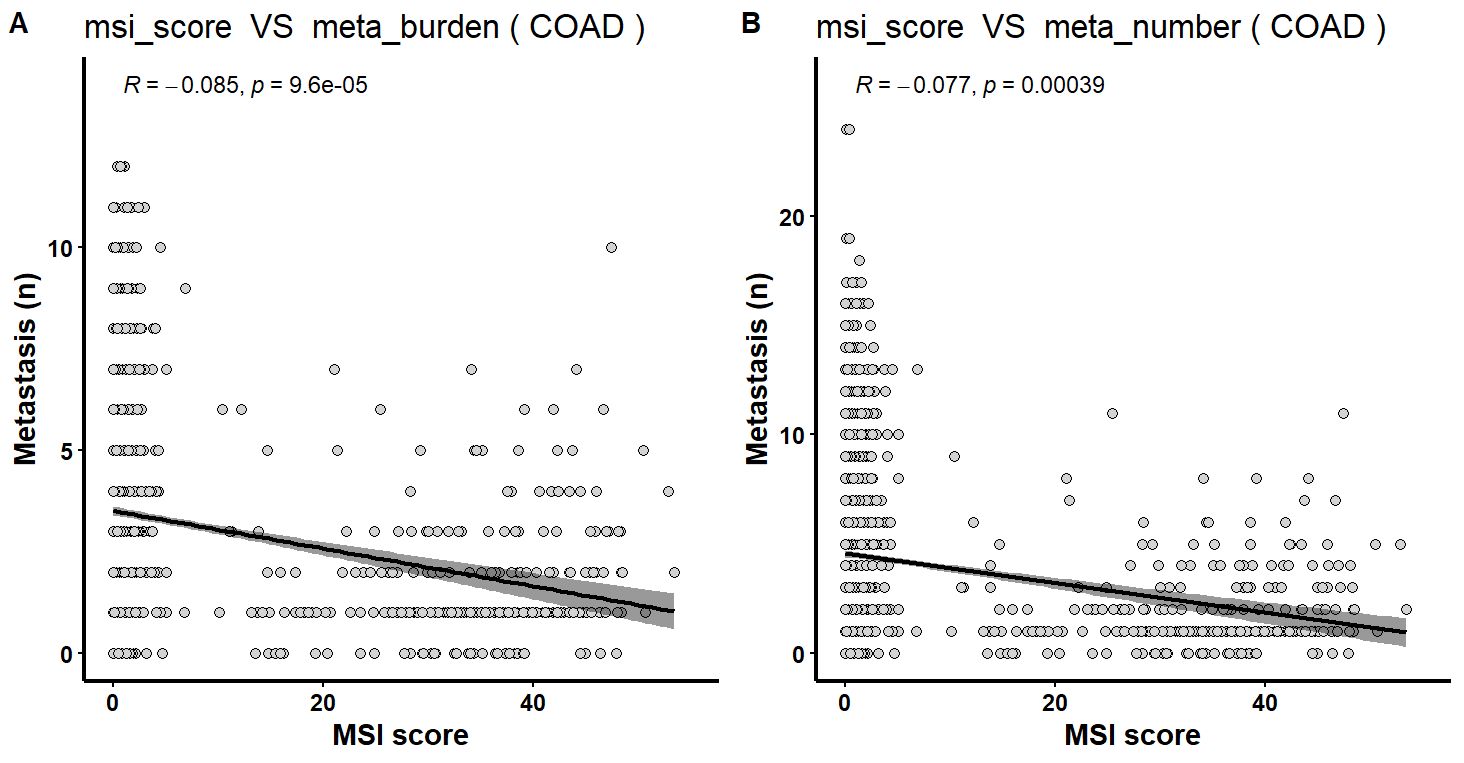 A
msi_score VS meta_burden ( COAD )
R = −0.085, p = 9.6e-05
Metastasis (n)
10
5
0
0 20 40
MSI score
B
msi_score VS meta_number ( COAD )
R = −0.077, p = 0.00039
Metastasis (n)
20
10
0
0 20 40
MSI score